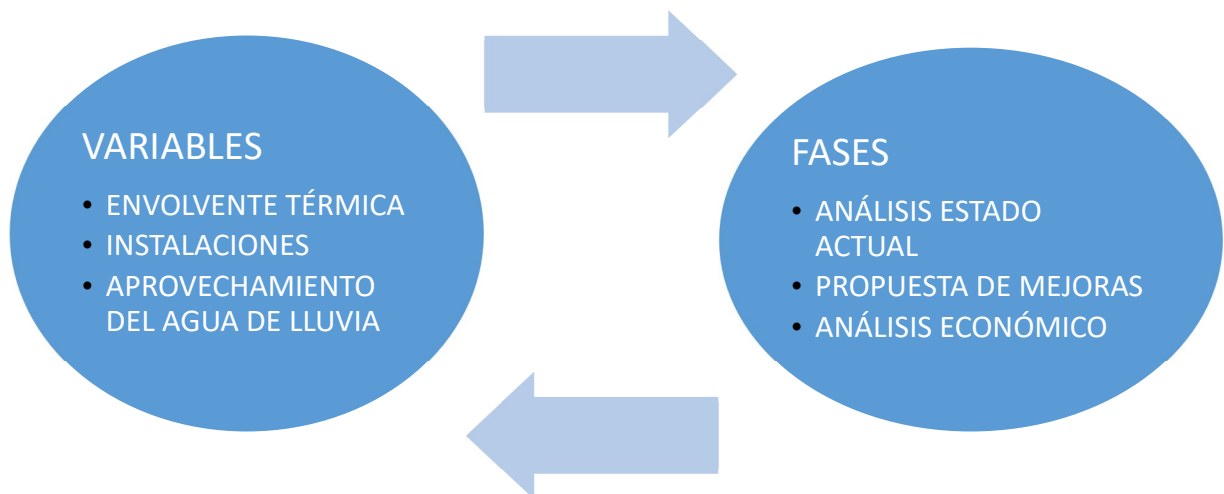 VARIABLES
• ENVOLVENTE TÉRMICA
• INSTALACIONES
• APROVECHAMIENTO
DEL AGUA DE LLUVIA
FASES
• ANÁLISIS ESTADO
ACTUAL
• PROPUESTA DE MEJORAS
• ANÁLISIS ECONÓMICO